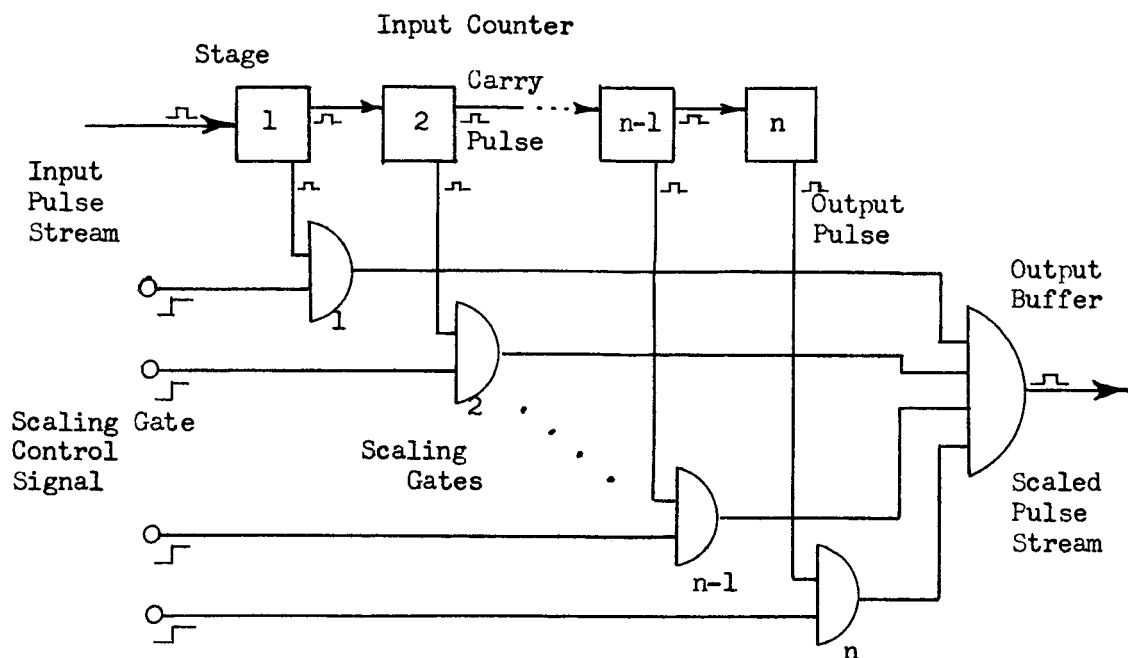 Input Counter
Stage
Carry
1
2
n-1
n
Pulse
Input
Pulse
Stream
Output
Pulse
Output
Buffer
1
2
Scaling Gate
Control
Signal
Scaling
Gates
Scaled
Pulse
Stream
n-1
n